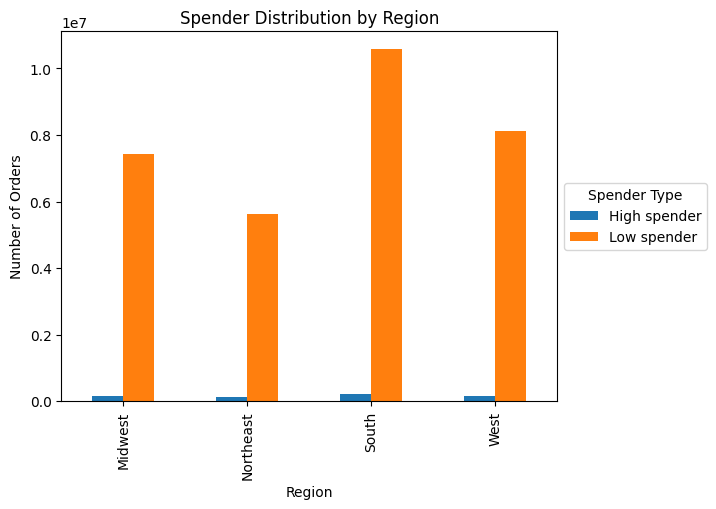 Spender Distribution by Region
1e7
1.0
0.8
0.6
0.4
0.2
0.0
Number of Orders
Midwest
Northeast
South
West
Region
Spender Type
High spender
Low spender